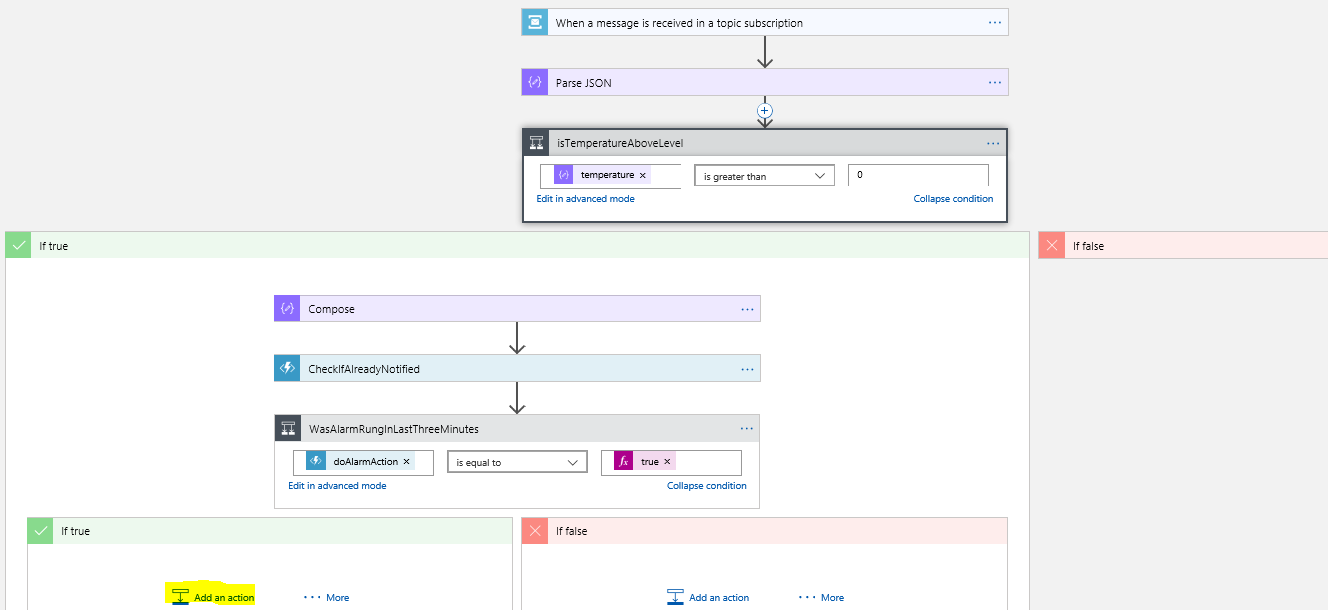 When a message is received in a topic subscription
Parse JSON
isTemperatureAboveLevel
temperature × is greater than 0
Edit in advanced mode Collapse condition
If true If false
Compose
CheckIfAlreadyNotified
WasAlarmRungInLastThreeMinutes
doAlarmAction × is equal to fx true ×
Edit in advanced mode Collapse condition
If true If false
Add an action ··· More Add an action ··· More